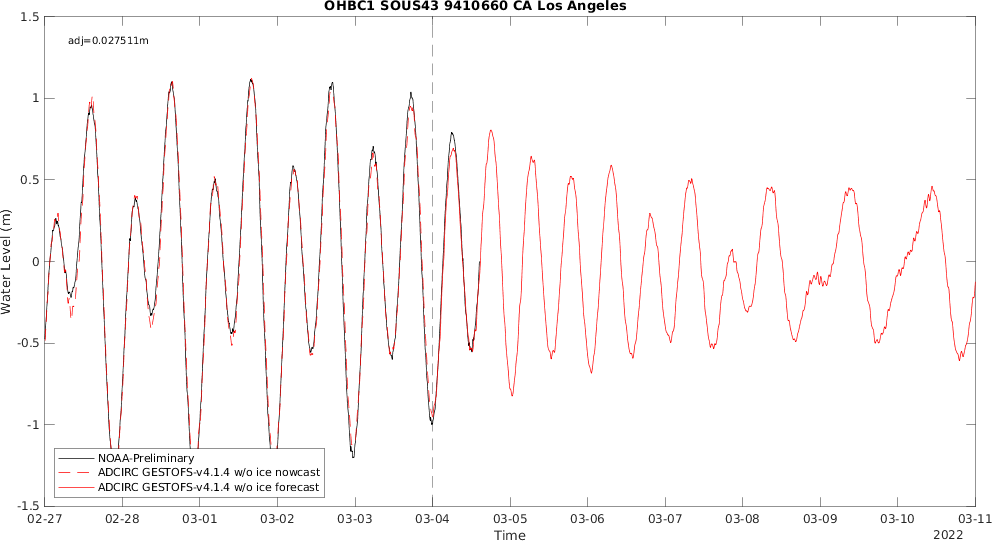 OHBC1 SOUS43 9410660 CA Los Angeles
adj=0.027511m
1.5
1
0.5
0
-0.5
-1
-1.5
Water Level (m)
NOAA-Preliminary
ADCIRC GESTOFS-v4.1.4 w/o ice nowcast
ADCIRC GESTOFS-v4.1.4 w/o ice forecast
02-27 02-28 03-01 03-02 03-03 03-04 03-05 03-06 03-07 03-08 03-09 03-10 03-11
Time
2022